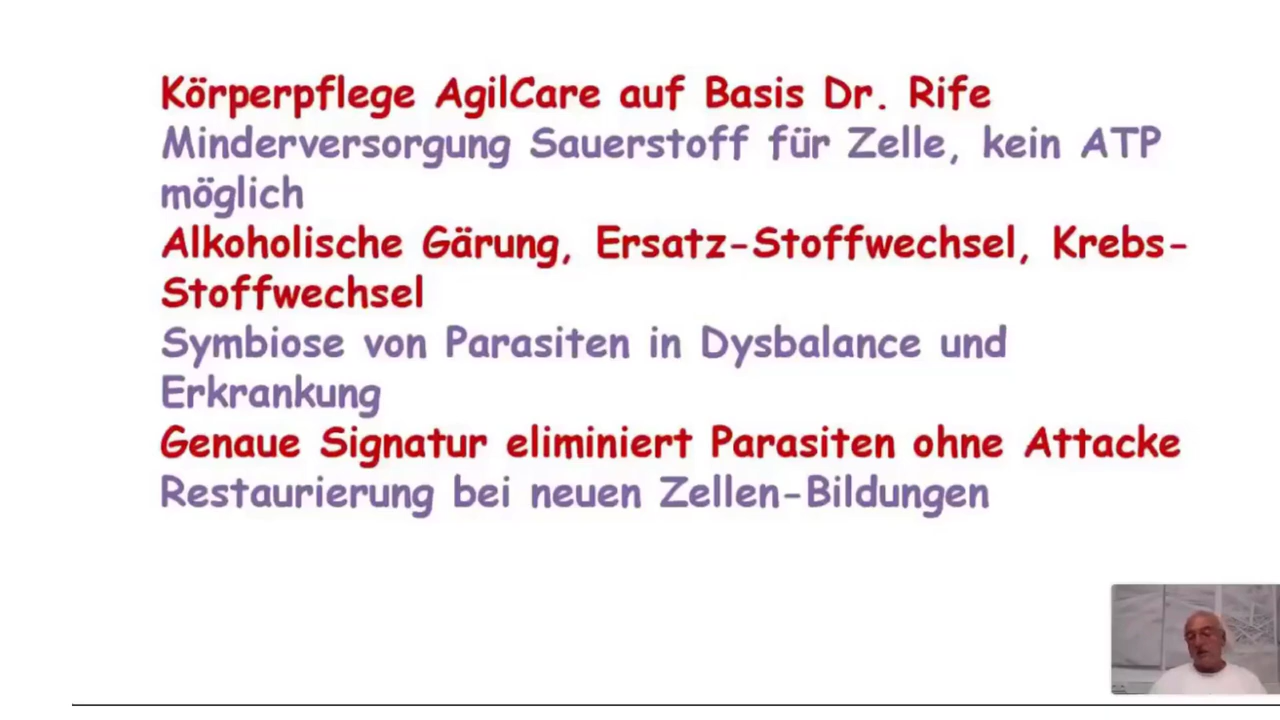 Körperpflege AgilCare auf Basis Dr. Rife
Minderversorgung Sauerstoff für Zelle, kein ATP
möglich
Alkoholische Gärung, Ersatz-Stoffwechsel, Krebs-
Stoffwechsel
Symbiose von Parasiten in Dysbalance und
Erkrankung
Genaue Signatur eliminiert Parasiten ohne Attacke
Restaurierung bei neuen Zellen-Bildungen